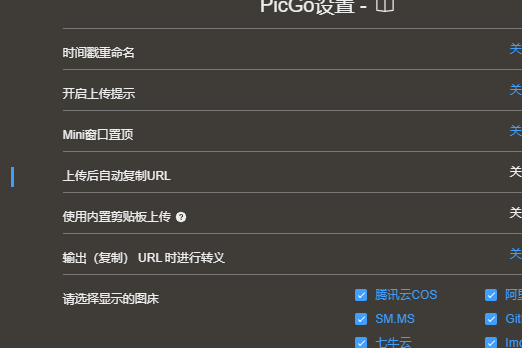 PicGo设置 -
时间戳重命名 关
开启上传提示 关
Mini窗口置顶 关
上传后自动复制URL 关
使用内置剪贴板上传 关
输出（复制） URL 时进行转义 关
请选择显示的图床 腾讯云COS 阿里
SM.MS Git
七牛云 Im